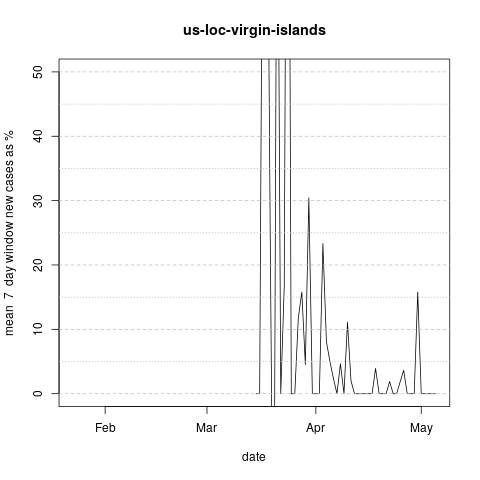 us-loc-virgin-islands
mean  7  day window new cases as %
50
40
30
20
10
0
Feb
Mar
Apr
May
date